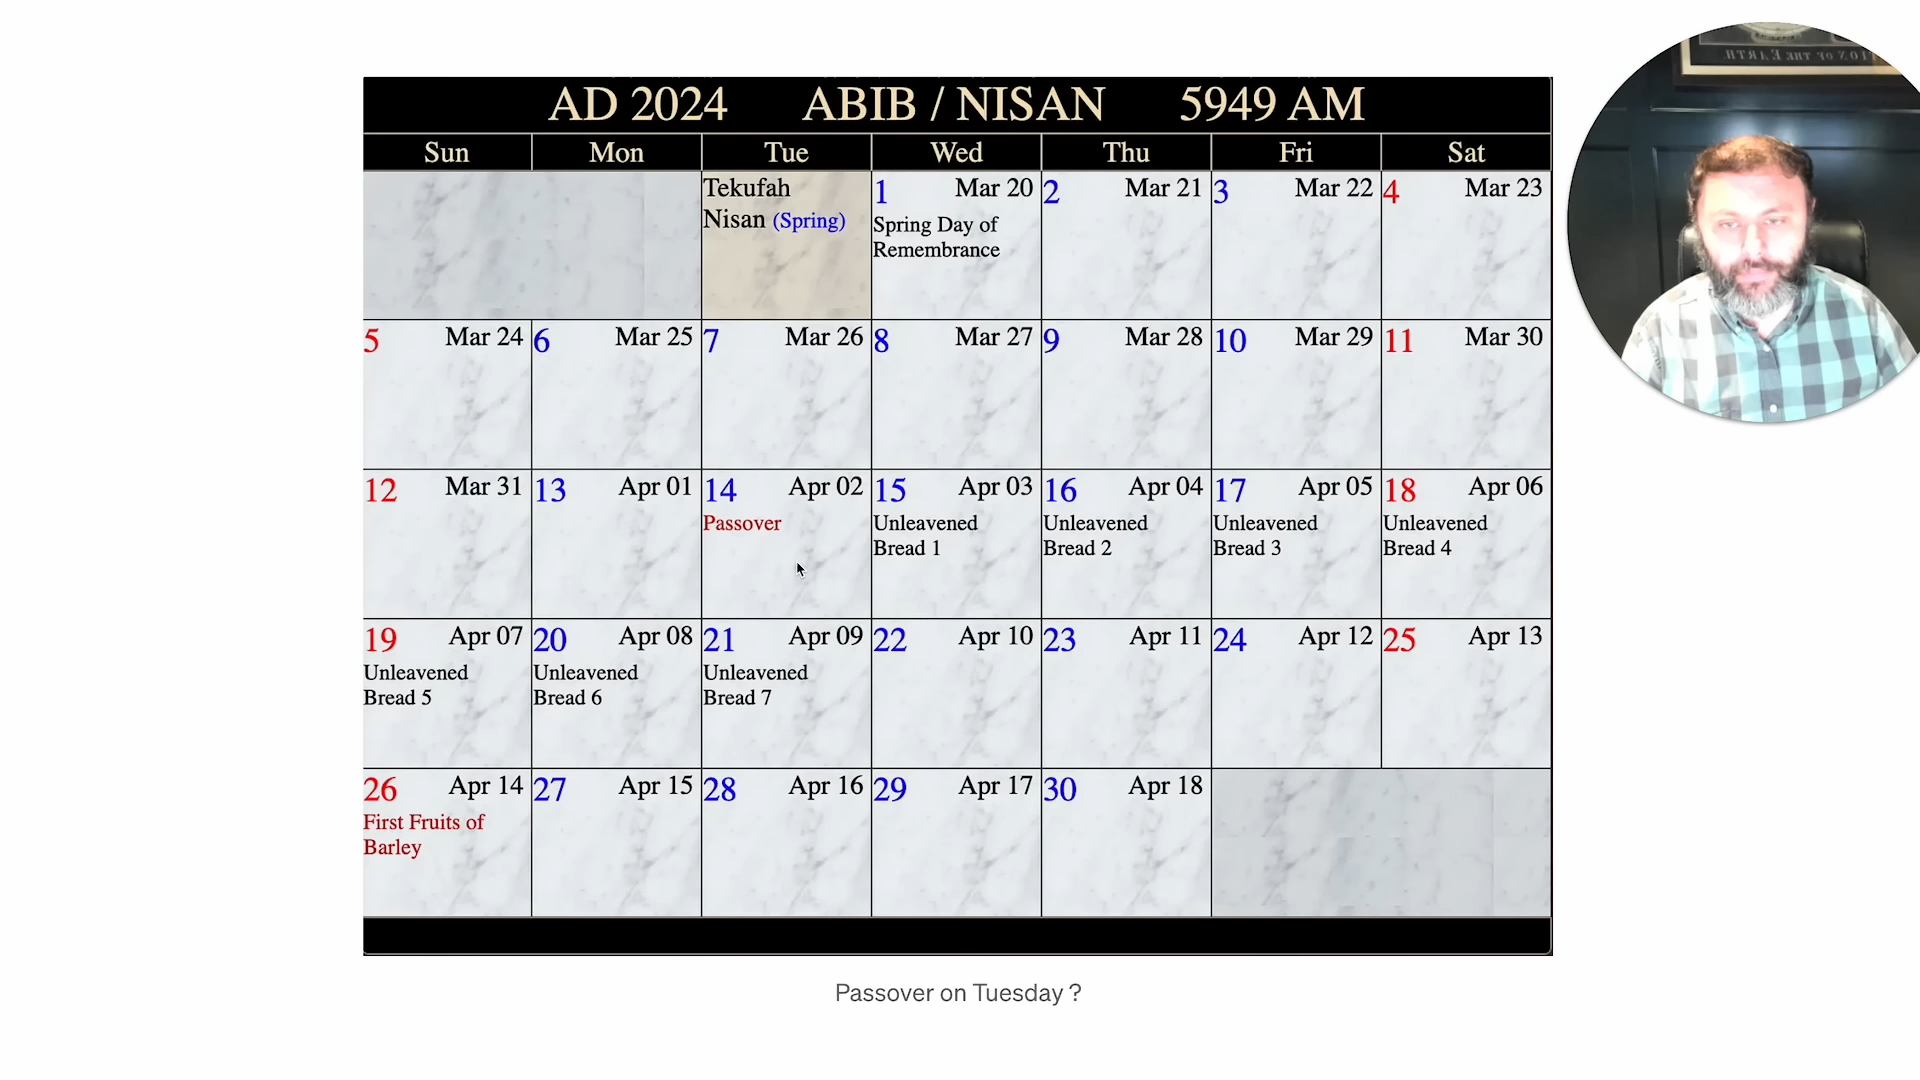 AD 2024 ABIB / NISAN 5949 AM
Sun Mon Tue Wed Thu Fri Sat
Tekufah
Nisan (Spring)
1 Mar 20
Spring Day of
Remembrance
2 Mar 21
3 Mar 22
4 Mar 23
5 Mar 24
6 Mar 25
7 Mar 26
8 Mar 27
9 Mar 28
10 Mar 29
11 Mar 30
12 Mar 31
13 Apr 01
14 Apr 02
Passover
15 Apr 03
Unleavened
Bread 1
16 Apr 04
Unleavened
Bread 2
17 Apr 05
Unleavened
Bread 3
18 Apr 06
Unleavened
Bread 4
19 Apr 07
Unleavened
Bread 5
20 Apr 08
Unleavened
Bread 6
21 Apr 09
Unleavened
Bread 7
22 Apr 10
23 Apr 11
24 Apr 12
25 Apr 13
26 Apr 14
First Fruits of
Barley
27 Apr 15
28 Apr 16
29 Apr 17
30 Apr 18
Passover on Tuesday ?
OF THE EARTH